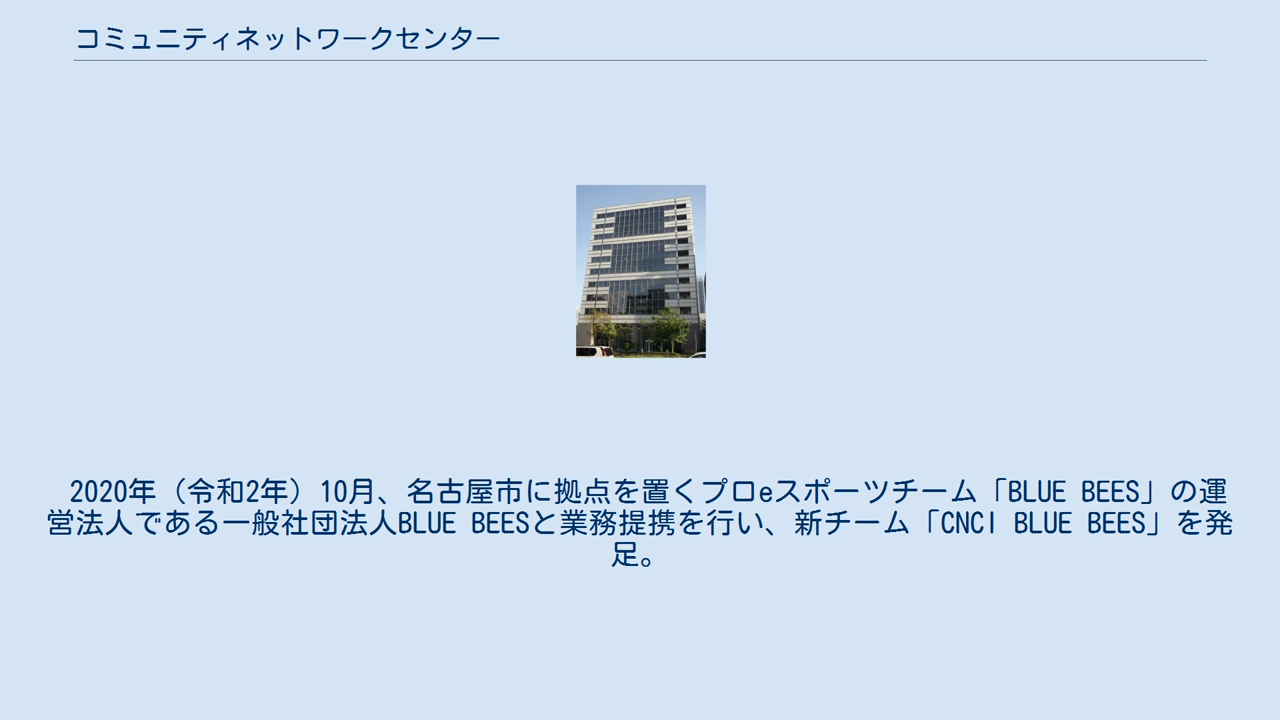 コミュニティネットワークセンター
2020年（令和2年）10月、名古屋市に拠点を置くプロeスポーツチーム「BLUE BEES」の運
営法人である一般社団法人BLUE BEESと業務提携を行い、新チーム「CNCI BLUE BEES」を発
足。